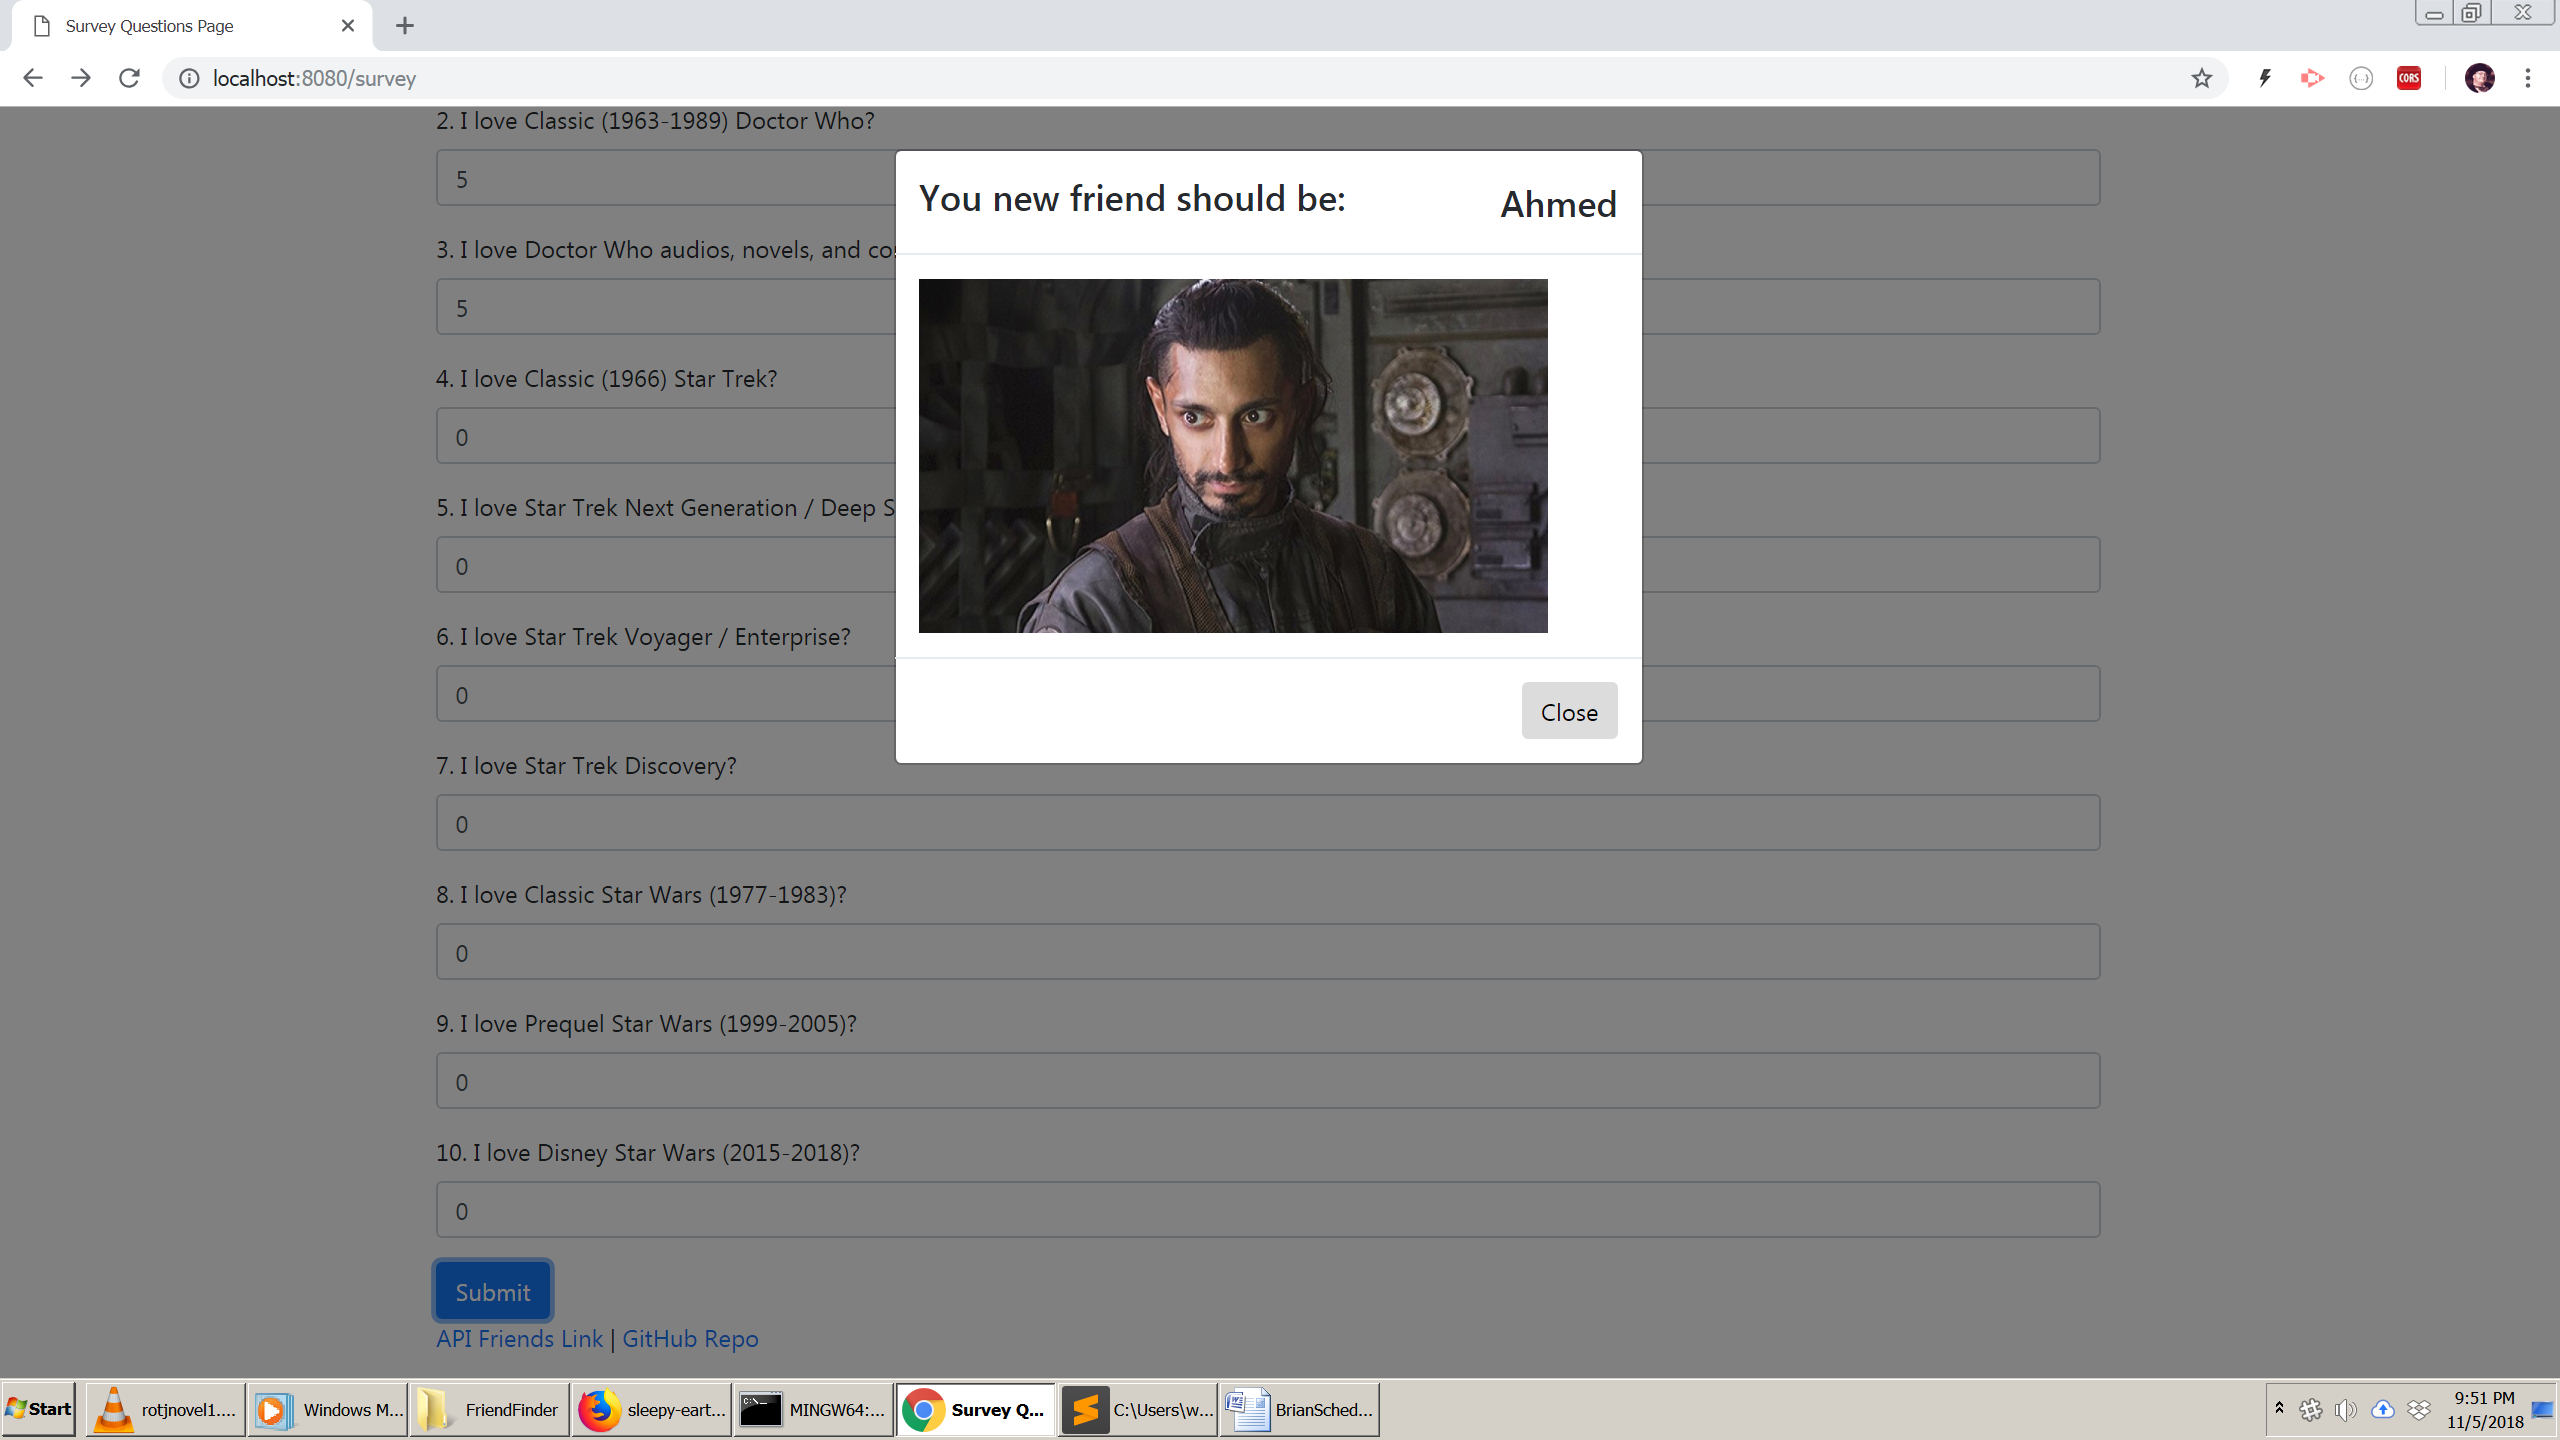 Survey Questions Page
localhost:8080/survey
CORS
2. I love Classic (1963-1989) Doctor Who?
5
You new friend should be:
Ahmed
3. I love Doctor Who audios, novels, and co
5
4. I love Classic (1966) Star Trek?
0
5. I love Star Trek Next Generation / Deep S
0
6. I love Star Trek Voyager / Enterprise?
0
Close
7. I love Star Trek Discovery?
0
8. I love Classic Star Wars (1977-1983)?
0
9. I love Prequel Star Wars (1999-2005)?
0
10. I love Disney Star Wars (2015-2018)?
0
Submit
API Friends Link | GitHub Repo
Start
rotjnovel1....
Windows M...
FriendFinder
sleepy-eart...
MINGW64:...
Survey Q...
C:\Users\w...
BrianSched...
9:51 PM
11/5/2018